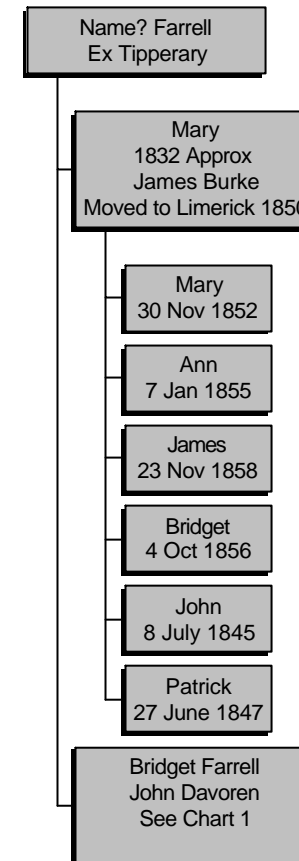 Name? Farrell
Ex Tipperary
Mary
1832 Approx
James Burke
Moved to Limerick 1850
Mary
30 Nov 1852
Ann
7 Jan 1855
James
23 Nov 1858
Bridget
4 Oct 1856
John
8 July 1845
Patrick
27 June 1847
Bridget Farrell
John Davoren
See Chart 1